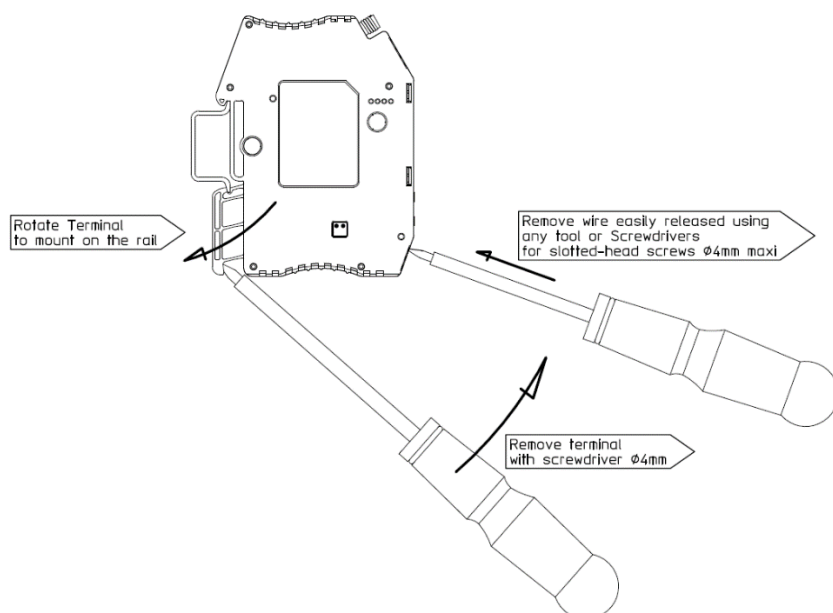 Rotate Terminal
to mount on the rail
Remove wire easily released using
any tool or Screwdrivers
for slotted-head screws Ø4mm maxi
Remove terminal
with screwdriver Ø4mm